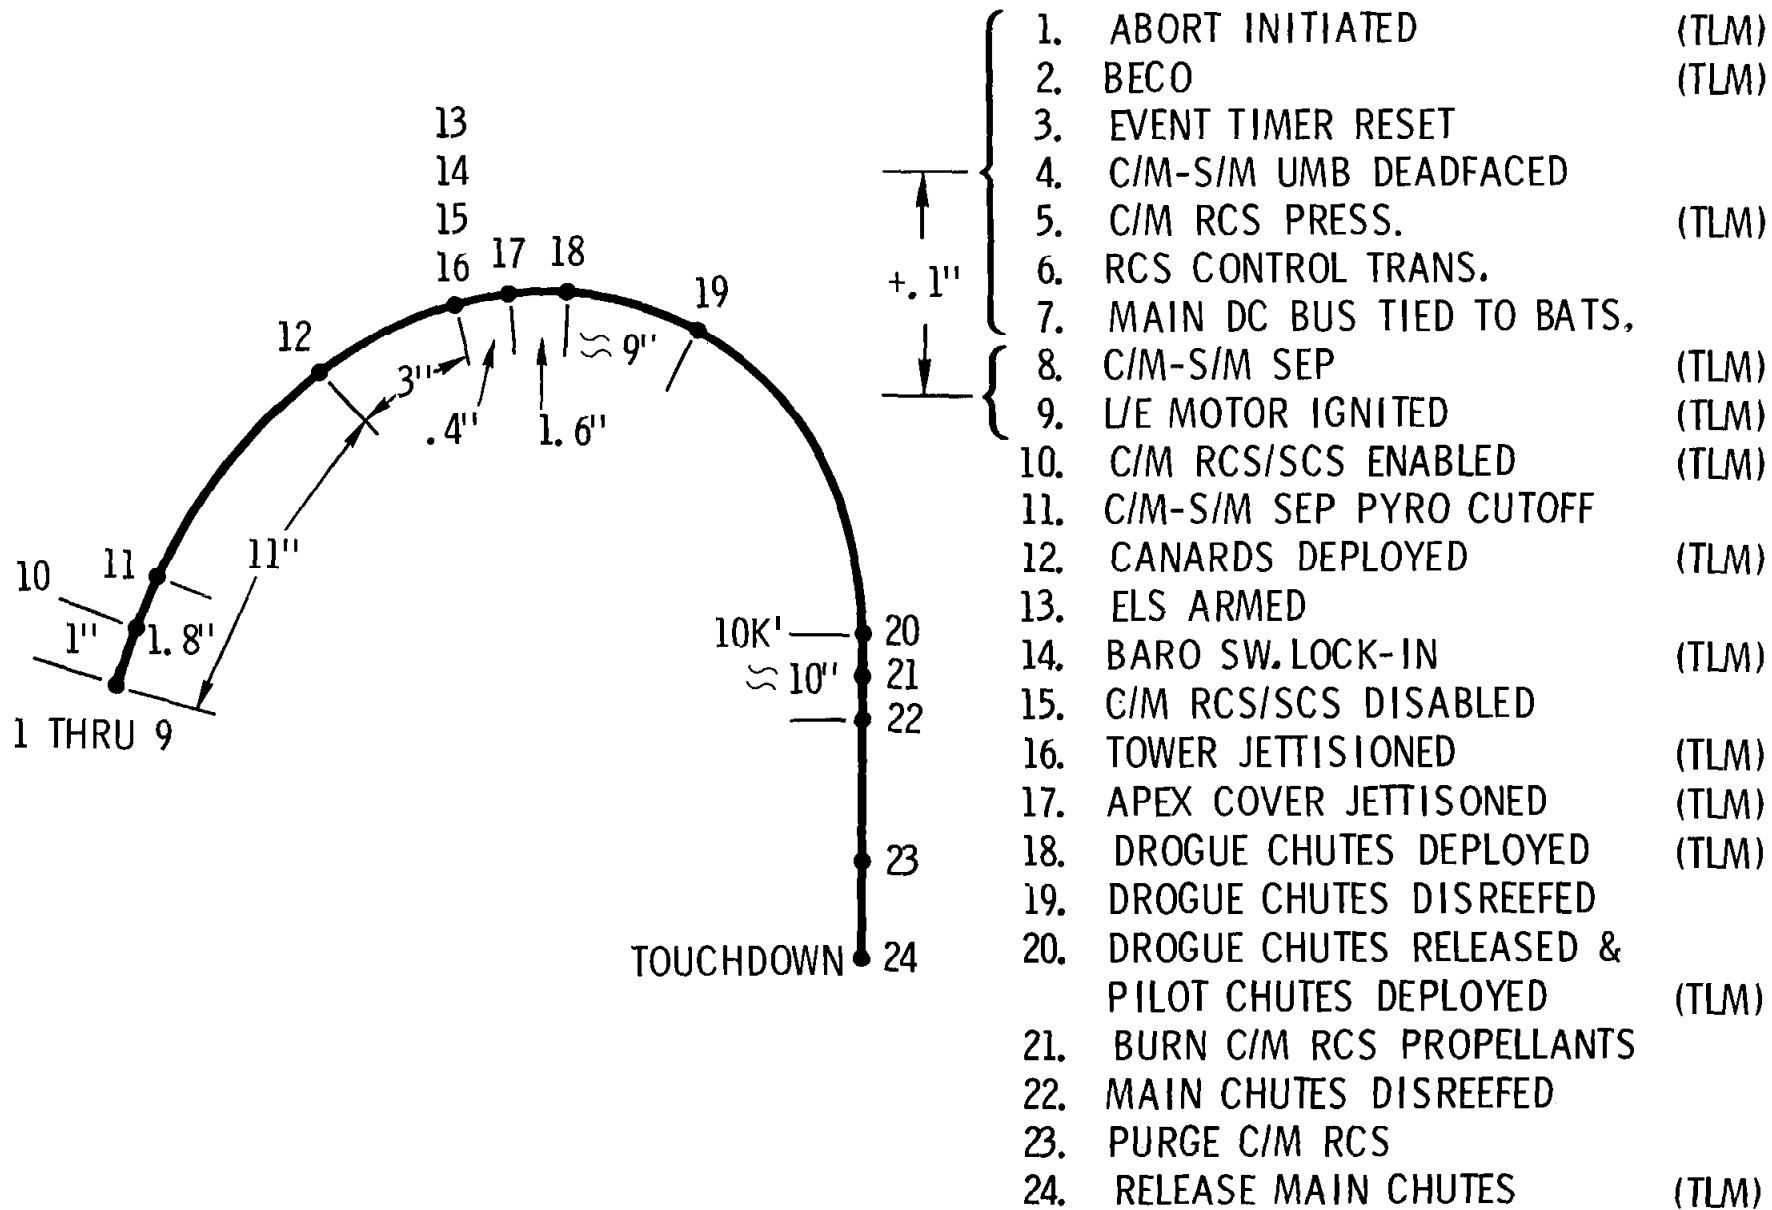 1. ABORT INITIATED (TLM)
2. BECO (TLM)
3. EVENT TIMER RESET
4. C/M-S/M UMB DEADFACED
5. C/M RCS PRESS. (TLM)
6. RCS CONTROL TRANS.
7. MAIN DC BUS TIED TO BATS,
8. C/M-S/M SEP (TLM)
9. L/E MOTOR IGNITED (TLM)
10. C/M RCS/SCS ENABLED (TLM)
11. C/M-S/M SEP PYRO CUTOFF
12. CANARDS DEPLOYED (TLM)
13. ELS ARMED
14. BARO SW. LOCK-IN (TLM)
15. C/M RCS/SCS DISABLED
16. TOWER JETTISIONED (TLM)
17. APEX COVER JETTISONED (TLM)
18. DROGUE CHUTES DEPLOYED (TLM)
19. DROGUE CHUTES DISREEFED
20. DROGUE CHUTES RELEASED &
PILOT CHUTES DEPLOYED (TLM)
21. BURN C/M RCS PROPELLANTS
22. MAIN CHUTES DISREEFED
23. PURGE C/M RCS
24. RELEASE MAIN CHUTES (TLM)
+.1"
13
14
15
16
17
18
19
12
≈ 9"
3"
.4"
1.6"
11"
11
10
1"
1.8"
1 THRU 9
10K'
20
≈ 10"
21
22
23
TOUCHDOWN
24